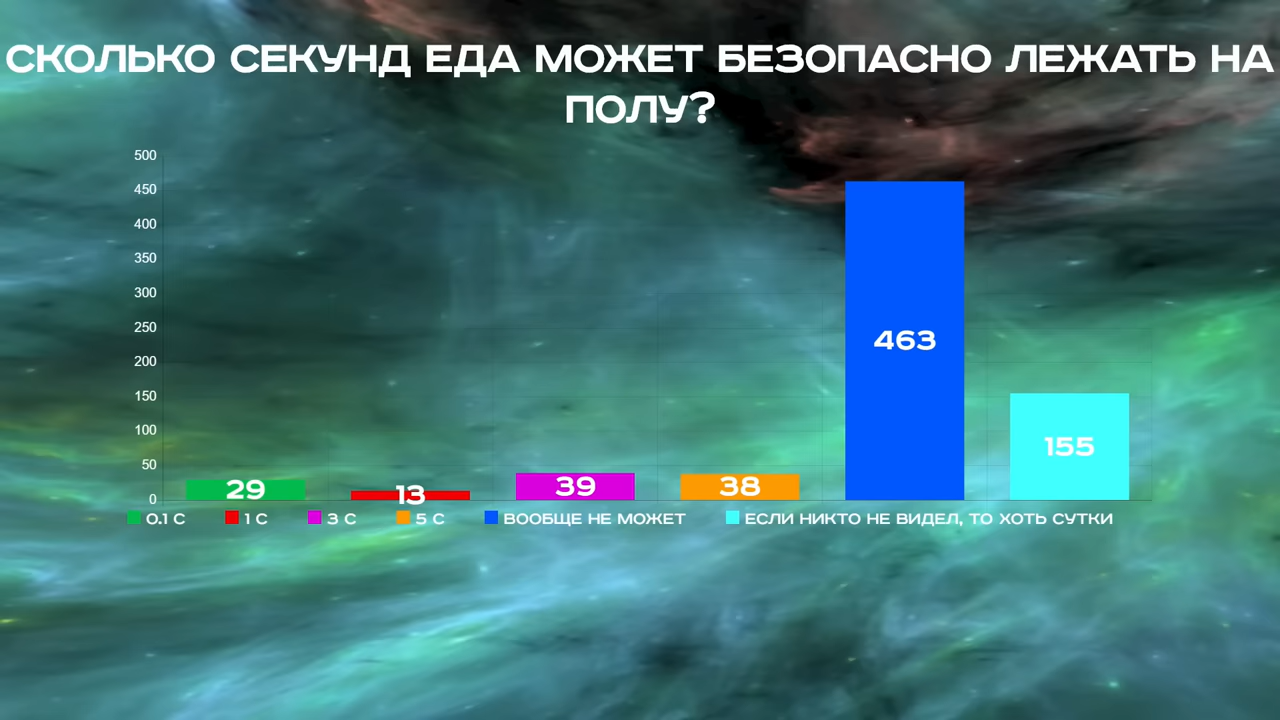 СКОЛЬКО СЕКУНД ЕДА МОЖЕТ БЕЗОПАСНО ЛЕЖАТЬ НА
ПОЛУ?
500
450
400
350
300
250
200
150
100
50
0
29
13
39
38
463
155
0.1 С
1 С
3 С
5 С
ВООБЩЕ НЕ МОЖЕТ
ЕСЛИ НИКТО НЕ ВИДЕЛ, ТО ХОТЬ СУТКИ